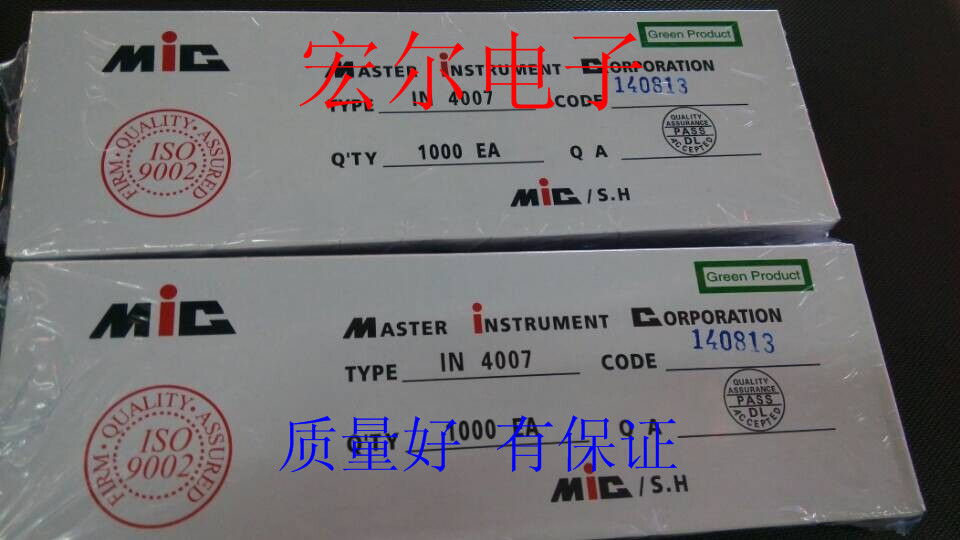 宏尔电子
MiC
Green Product
MASTER INSTRUMENT CORPORATION
TYPE IN 4007 CODE 140813
FIRM · QUALITY · ASSURED
ISO
9002
QUALITY
ASSURANCE
PASS
DL
ACCEPTED
Q'TY 1000 EA Q A
MiC / S.H
Green Product
MiC
MASTER INSTRUMENT CORPORATION
TYPE IN 4007 CODE 140813
FIRM · QUALITY · ASSURED
ISO
9002
QUALITY
ASSURANCE
PASS
DL
ACCEPTED
Q'TY 1000 EA Q A
质量好 有保证
MiC / S.H